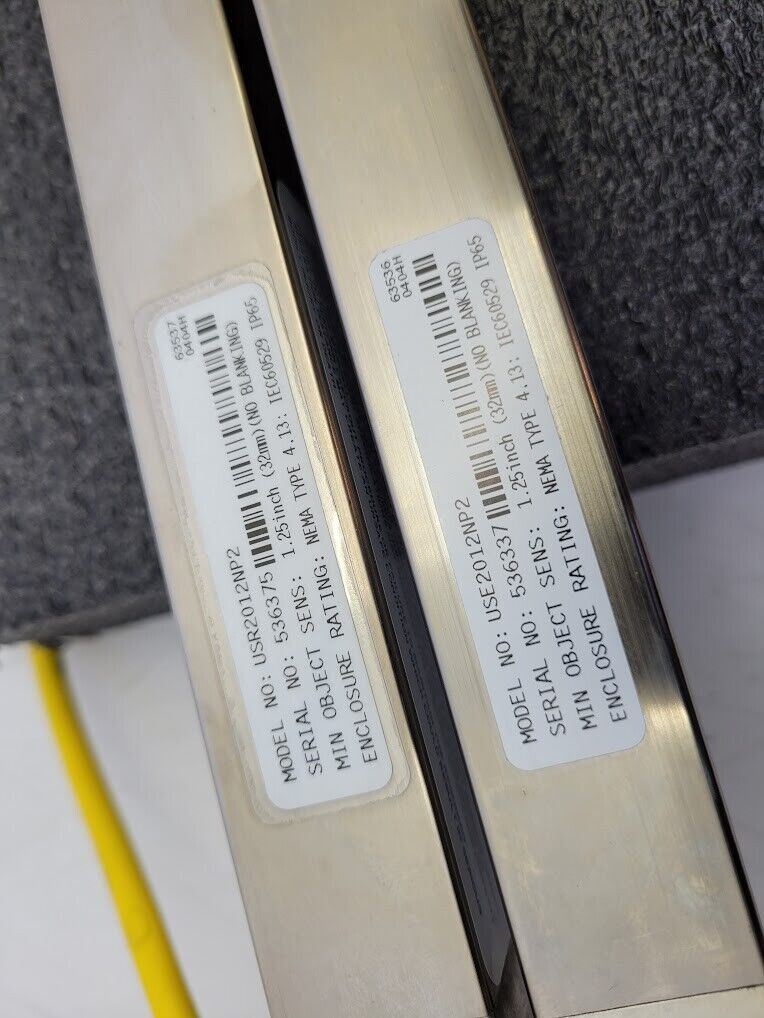 63537
0404H
MODEL NO: USR2012NP2
SERIAL NO: 536375
MIN OBJECT SENS: 1.25inch (32mm)(NO BLANKING)
ENCLOSURE RATING: NEMA TYPE 4.13: IEC60529 IP65
63536
0404H
MODEL NO: USE2012NP2
SERIAL NO: 536337
MIN OBJECT SENS: 1.25inch (32mm)(NO BLANKING)
ENCLOSURE RATING: NEMA TYPE 4.13: IEC60529 IP65